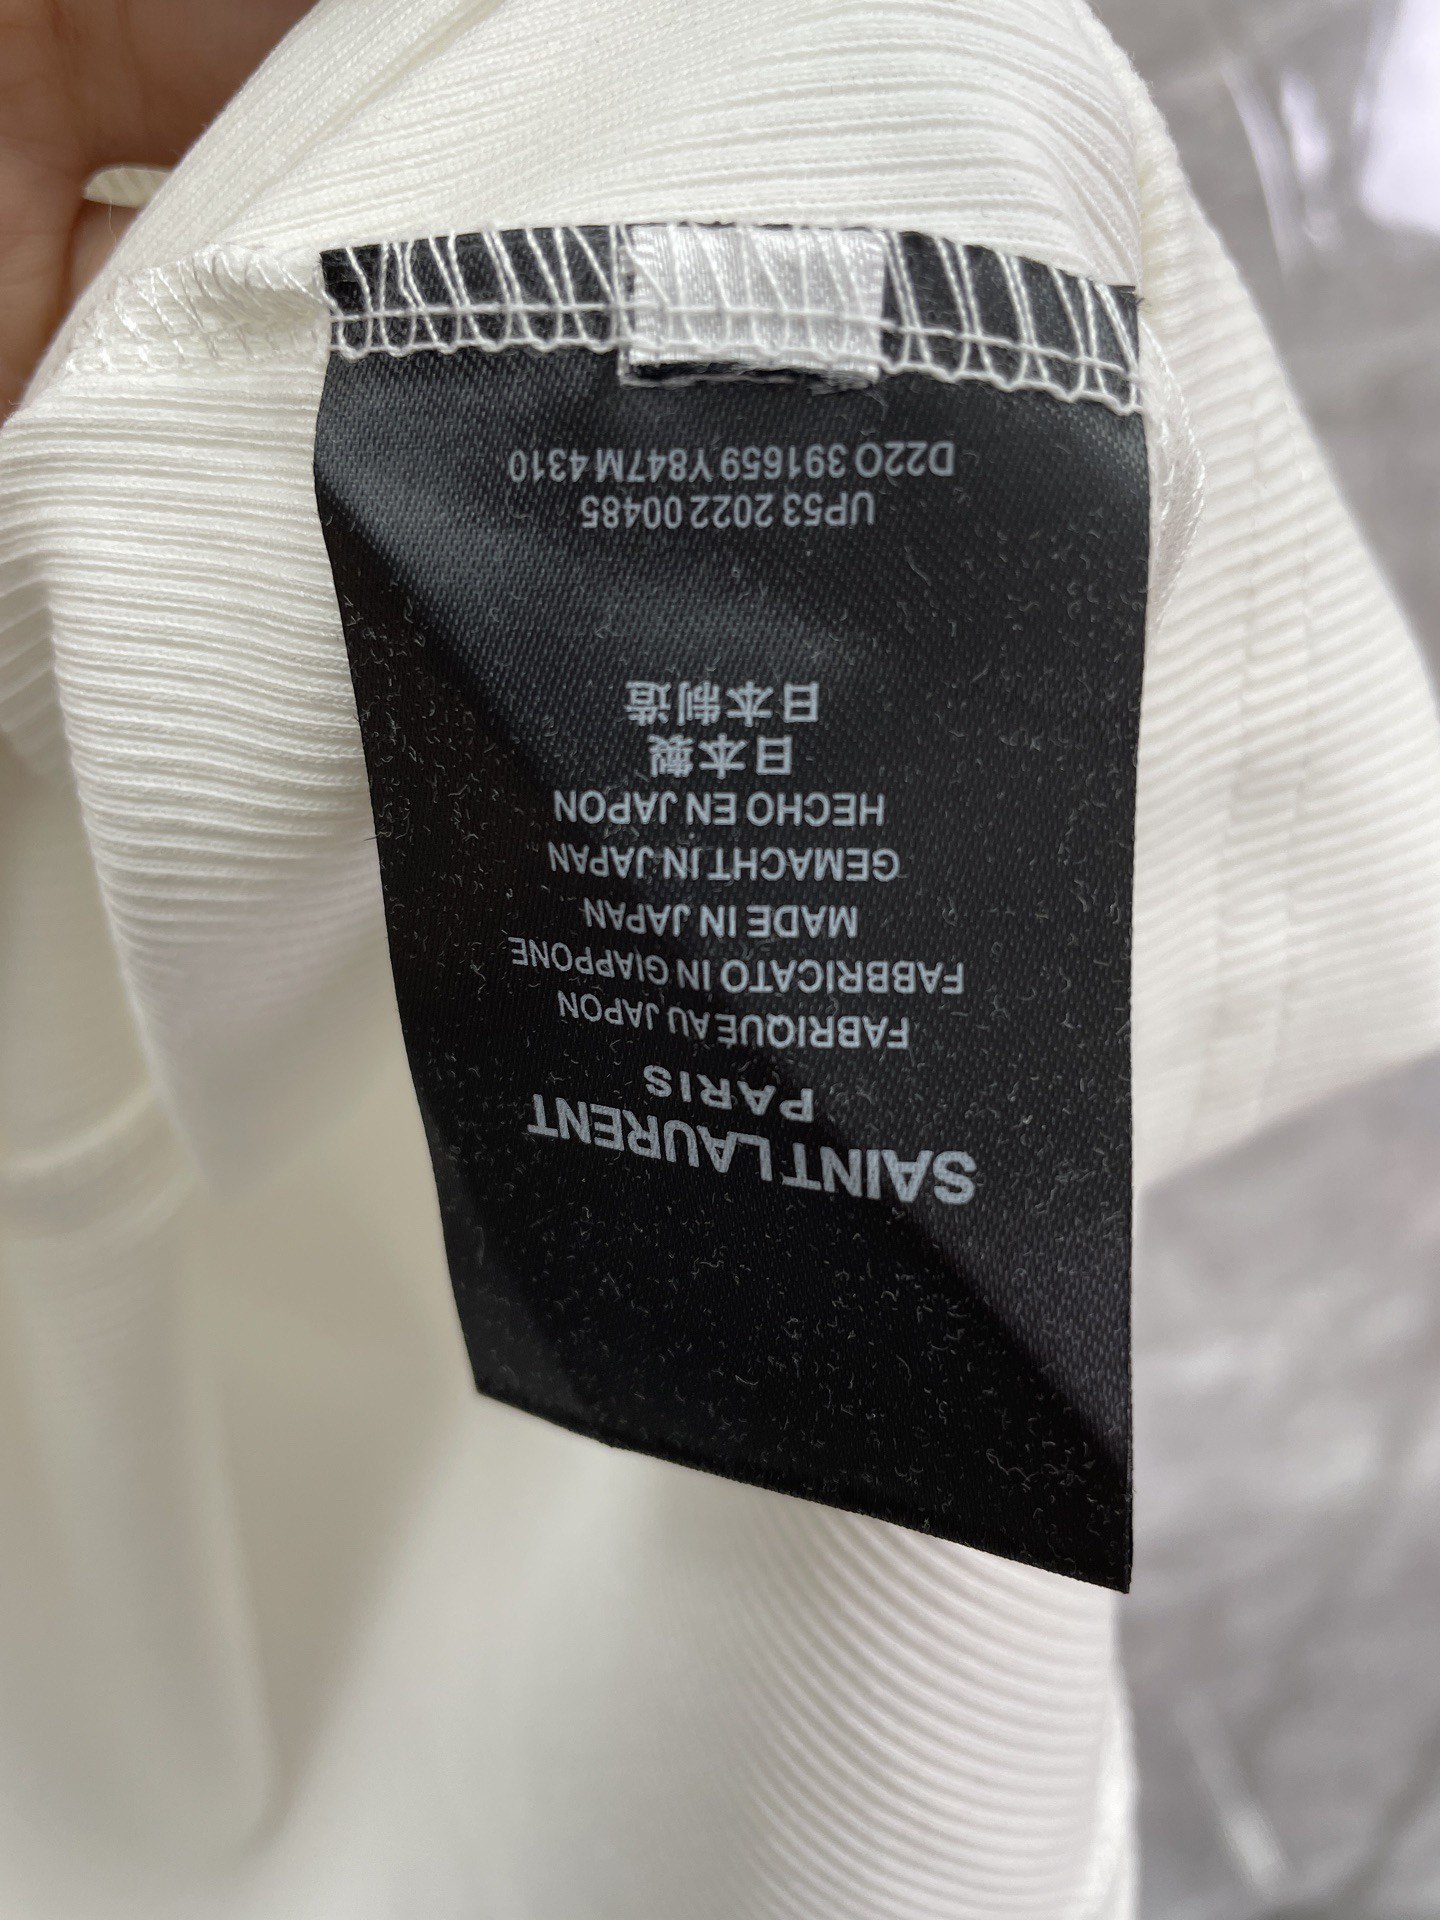 SAINT LAURENT
PARIS
FABRIQUÉ AU JAPON
FABBRICATO IN GIAPPONE
MADE IN JAPAN
GEMACHT IN JAPAN
HECHO EN JAPON
日本製
日本制造
UP53 2022 00485
D22O 391659 Y847M 4310